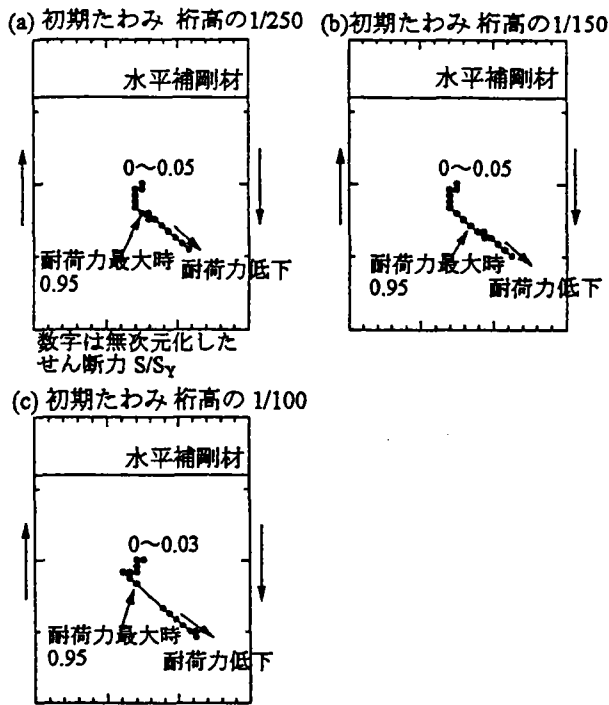 (a) 初期たわみ 桁高の1/250
(b)初期たわみ 桁高の1/150
水平補剛材
0～0.05
耐荷力最大時
0.95
耐荷力低下
数字は無次元化した
せん断力 S/SY
水平補剛材
0～0.05
耐荷力最大時
0.95
耐荷力低下
(c) 初期たわみ 桁高の 1/100
水平補剛材
0～0.03
耐荷力最大時
0.95
耐荷力低下